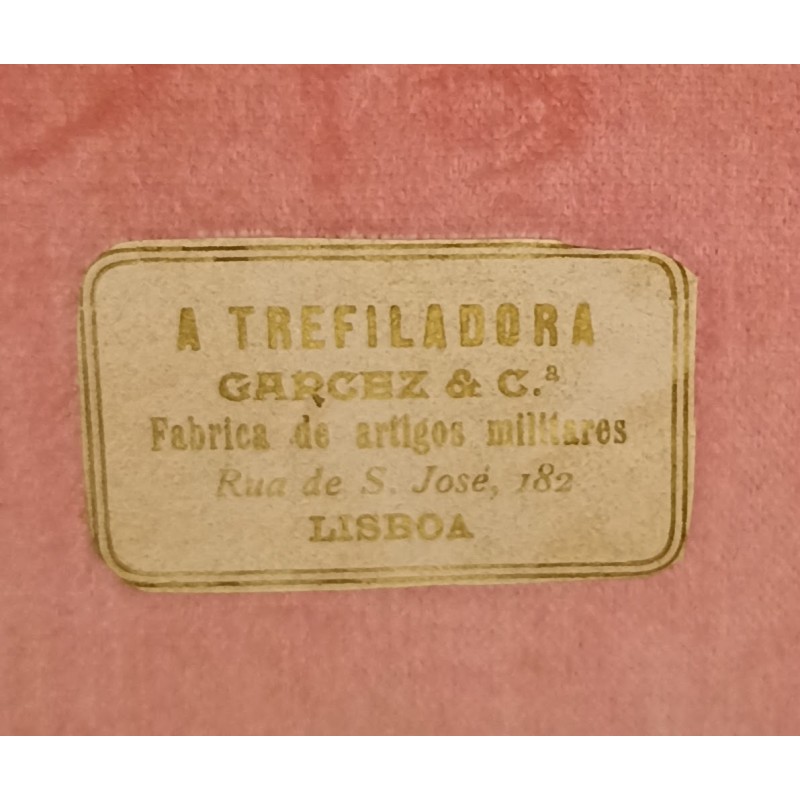 A TREFILADORA
GARCEZ & C.ª
Fabrica de artigos militares
Rua de S. José, 182
LISBOA